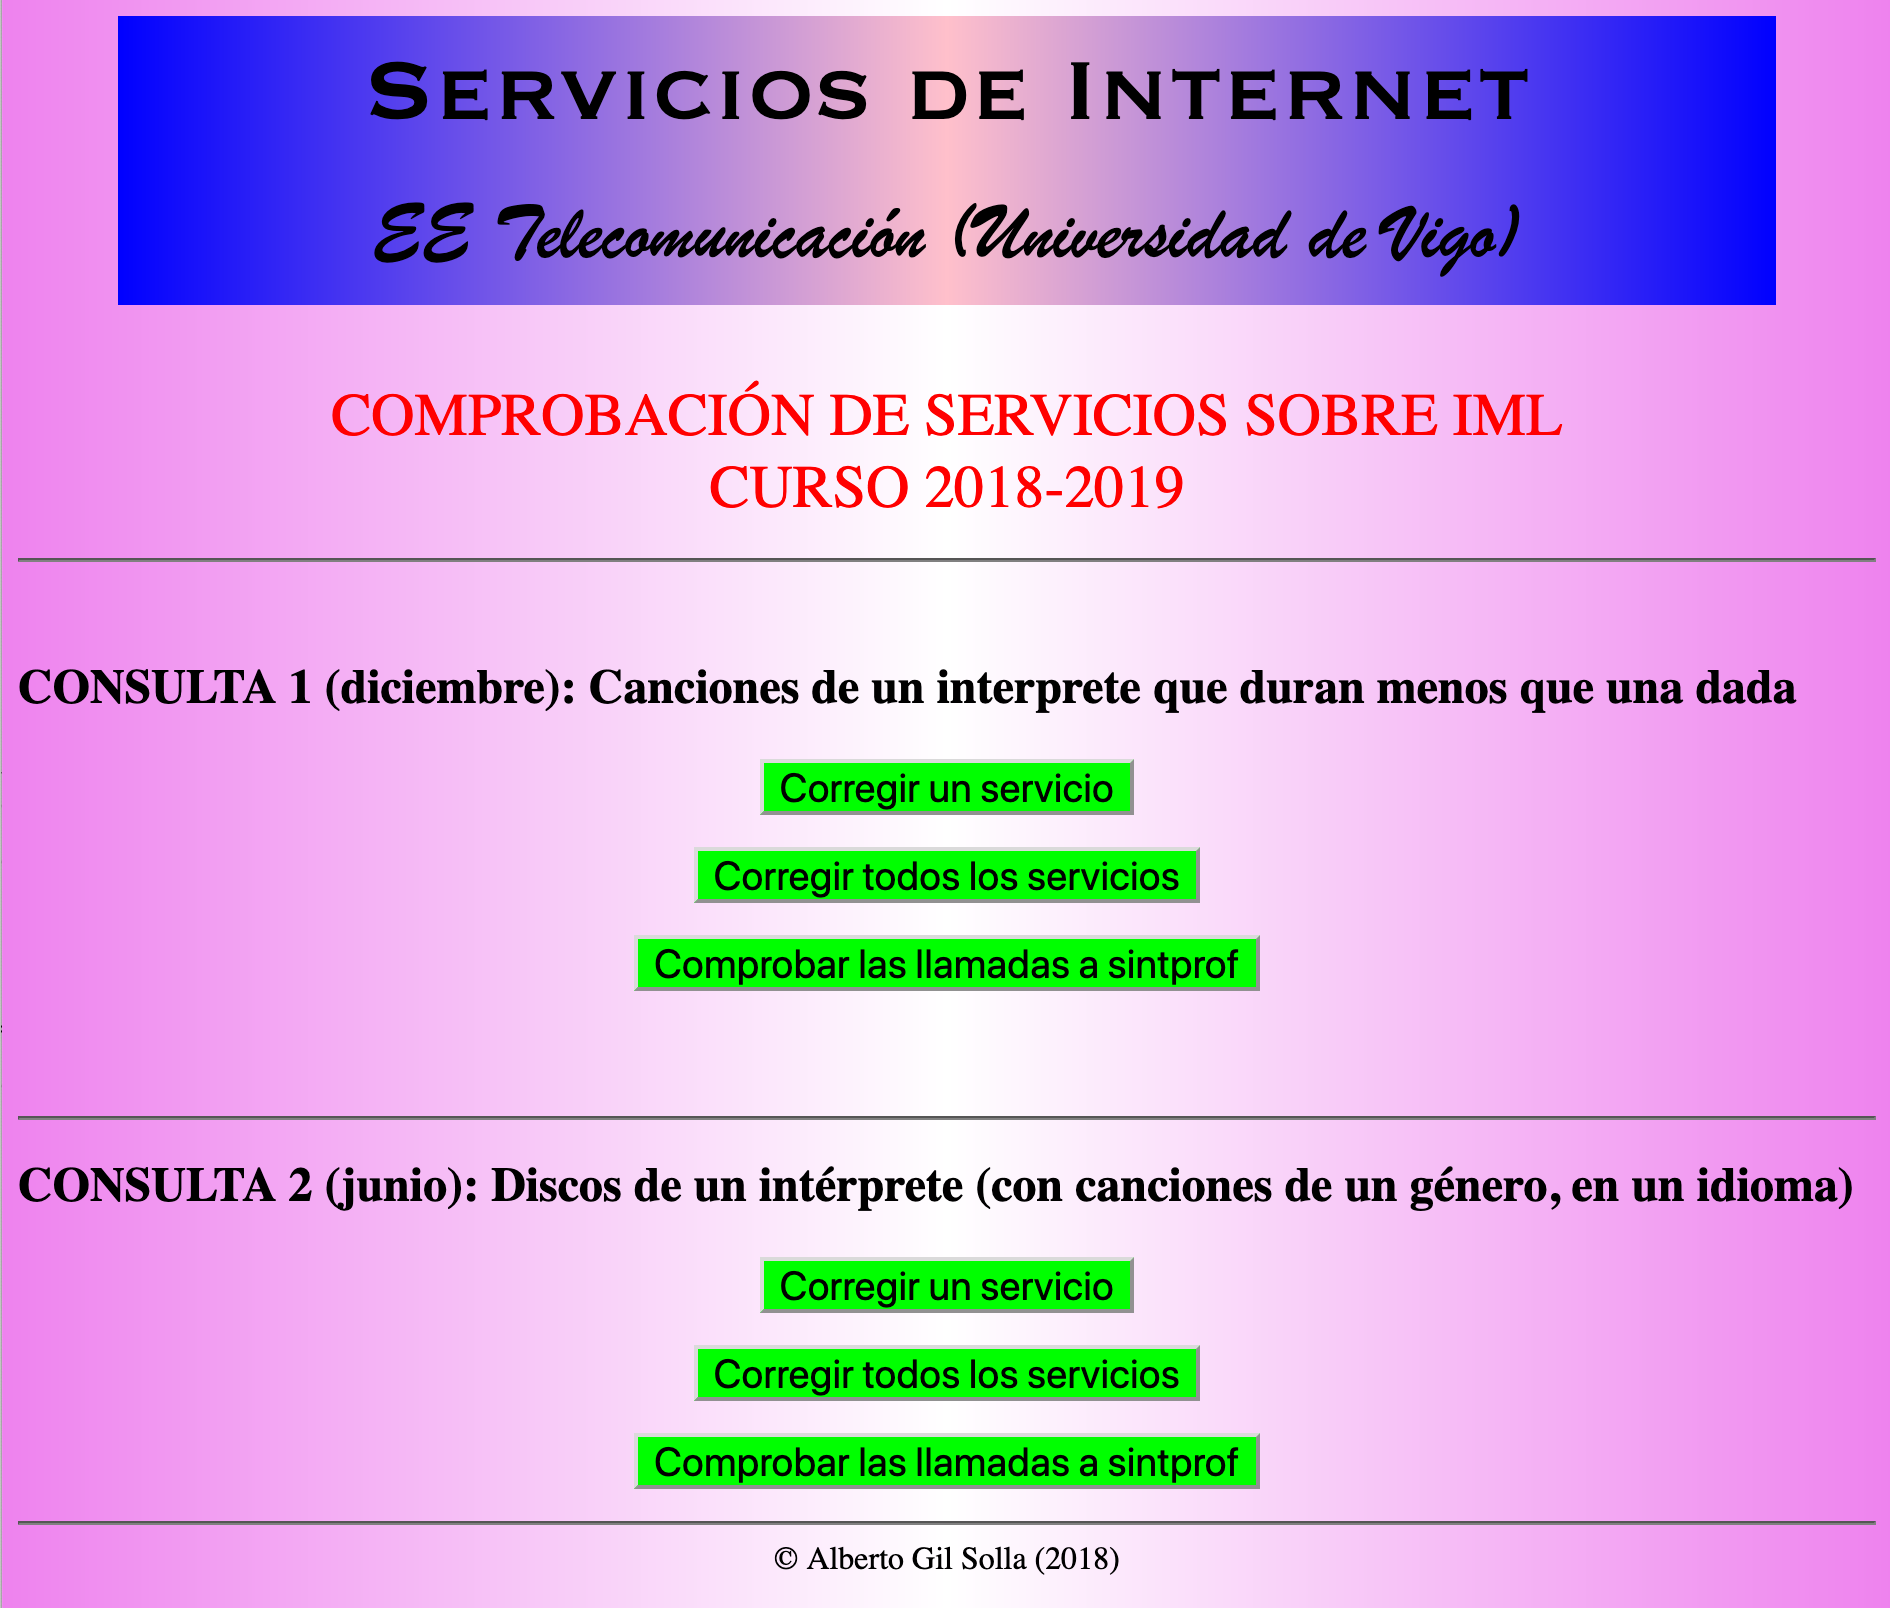 Servicios de Internet
EE Telecomunicación (Universidad de Vigo)
COMPROBACIÓN DE SERVICIOS SOBRE IML
CURSO 2018-2019
CONSULTA 1 (diciembre): Canciones de un interprete que duran menos que una dada
Corregir un servicio
Corregir todos los servicios
Comprobar las llamadas a sintprof
CONSULTA 2 (junio): Discos de un intérprete (con canciones de un género, en un idioma)
Corregir un servicio
Corregir todos los servicios
Comprobar las llamadas a sintprof
© Alberto Gil Solla (2018)